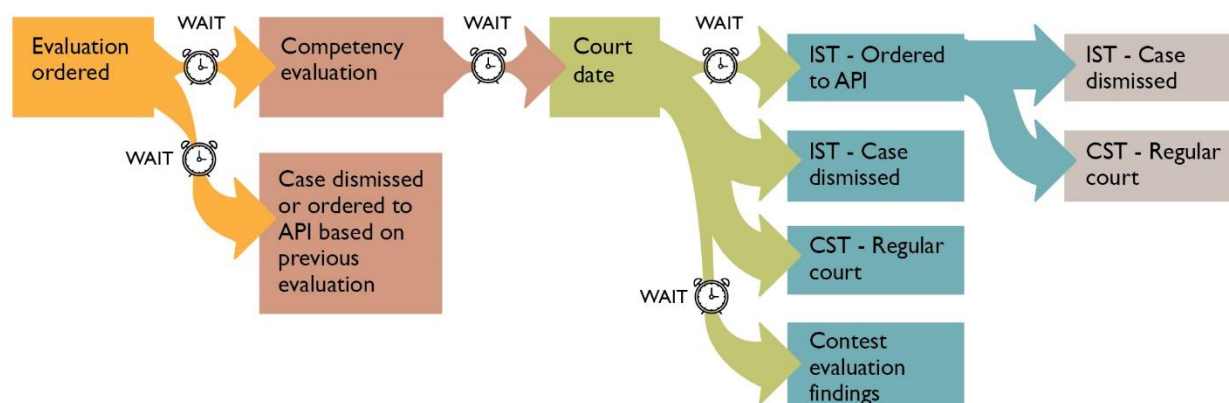 WAIT
WAIT
WAIT
Evaluation
ordered
Competency
evaluation
Court
date
IST - Ordered
to API
IST - Case
dismissed
WAIT
Case dismissed
or ordered to
API based on
previous
evaluation
IST - Case
dismissed
CST - Regular
court
CST - Regular
court
WAIT
Contest
evaluation
findings